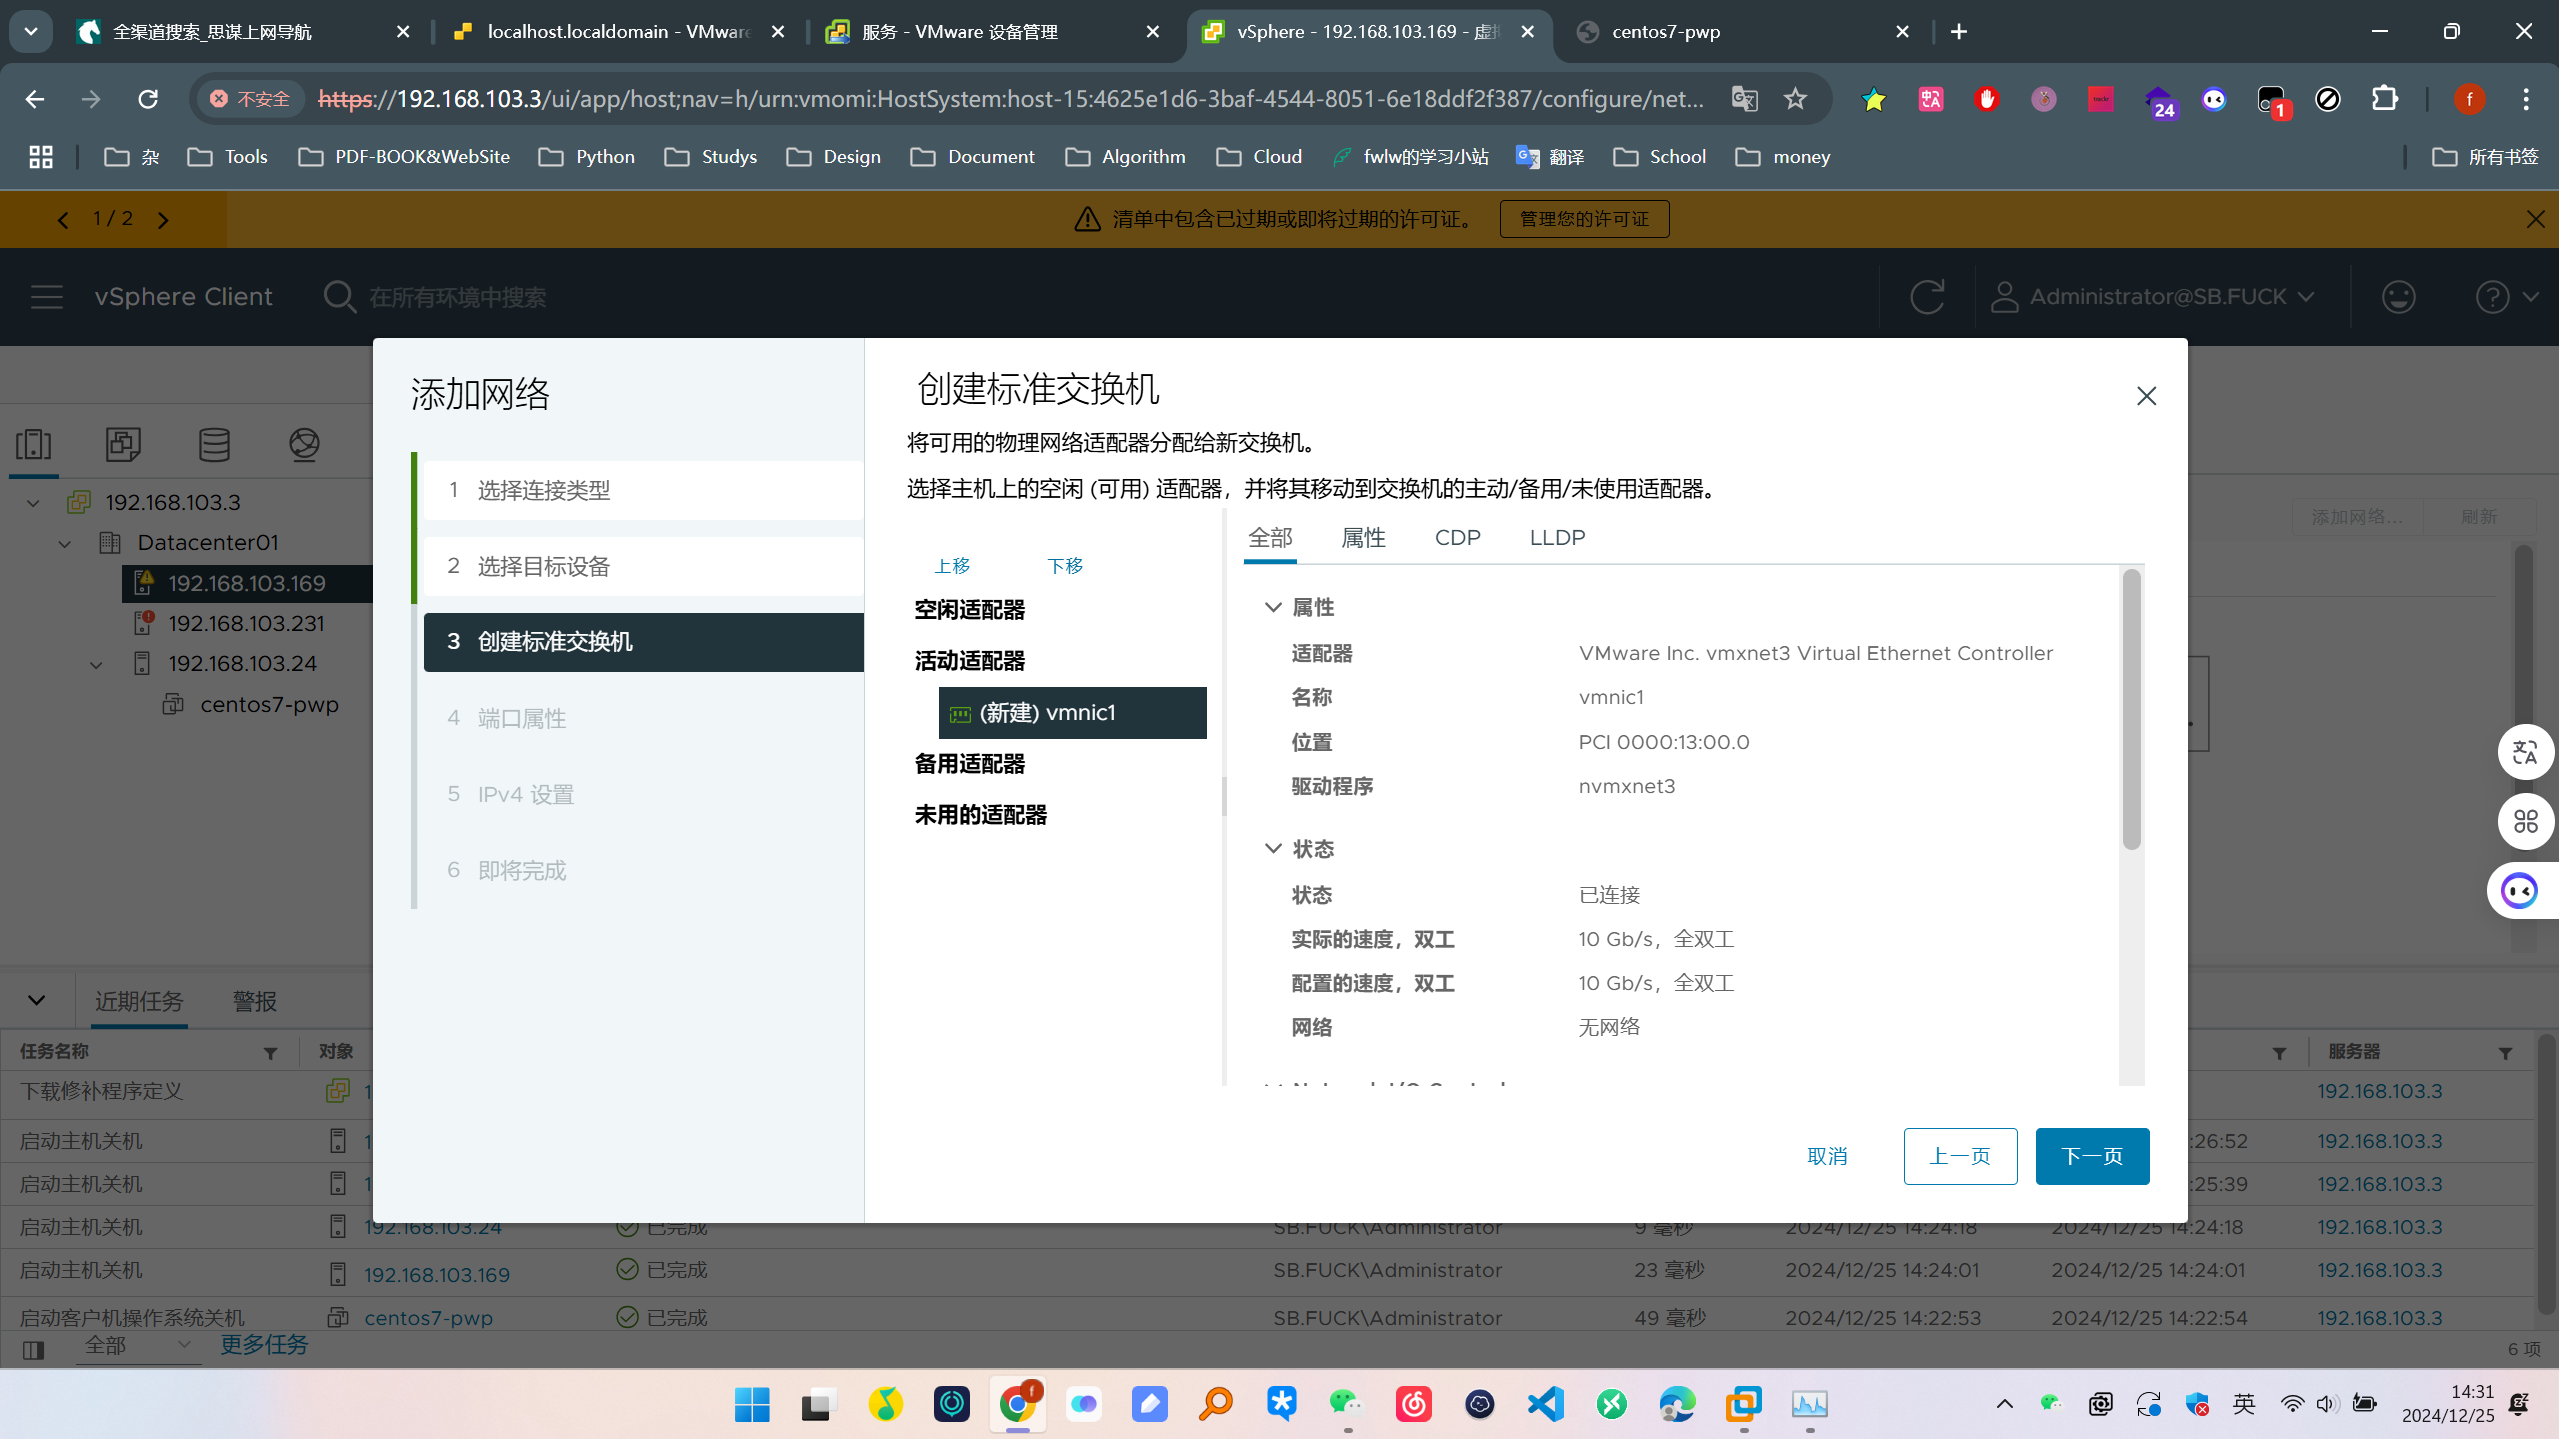 全渠道搜索_思谋上网导航
localhost.localdomain - VMware
服务 - VMware 设备管理
vSphere - 192.168.103.169 - 虚拟
centos7-pwp
不安全
https://192.168.103.3/ui/app/host;nav=h/urn:vmomi:HostSystem:host-15:4625e1d6-3baf-4544-8051-6e18ddf2f387/configure/net...
24
1
f
杂
Tools
PDF-BOOK&WebSite
Python
Studys
Design
Document
Algorithm
Cloud
fwlw的学习小站
翻译
School
money
所有书签
1 / 2
清单中包含已过期或即将过期的许可证。
管理您的许可证
vSphere Client
在所有环境中搜索
Administrator@SB.FUCK
192.168.103.3
Datacenter01
192.168.103.169
192.168.103.231
192.168.103.24
centos7-pwp
添加网络...
刷新
添加网络
1 选择连接类型
2 选择目标设备
3 创建标准交换机
4 端口属性
5 IPv4 设置
6 即将完成
创建标准交换机
将可用的物理网络适配器分配给新交换机。
选择主机上的空闲 (可用) 适配器，并将其移动到交换机的主动/备用/未使用适配器。
上移
下移
空闲适配器
活动适配器
(新建) vmnic1
备用适配器
未用的适配器
全部
属性
CDP
LLDP
属性
适配器 VMware Inc. vmxnet3 Virtual Ethernet Controller
名称 vmnic1
位置 PCI 0000:13:00.0
驱动程序 nvmxnet3
状态
状态 已连接
实际的速度，双工 10 Gb/s，全双工
配置的速度，双工 10 Gb/s，全双工
网络 无网络
Network I/O Control
取消
上一页
下一页
近期任务
警报
任务名称
对象
服务器
下载修补程序定义 1 192.168.103.3
启动主机关机 1 :26:52 192.168.103.3
启动主机关机 1 :25:39 192.168.103.3
启动主机关机 192.168.103.24 已完成 SB.FUCK\Administrator 9 毫秒 2024/12/25 14:24:18 2024/12/25 14:24:18 192.168.103.3
启动主机关机 192.168.103.169 已完成 SB.FUCK\Administrator 23 毫秒 2024/12/25 14:24:01 2024/12/25 14:24:01 192.168.103.3
启动客户机操作系统关机 centos7-pwp 已完成 SB.FUCK\Administrator 49 毫秒 2024/12/25 14:22:53 2024/12/25 14:22:54 192.168.103.3
全部
更多任务
6 项
英
14:31
2024/12/25